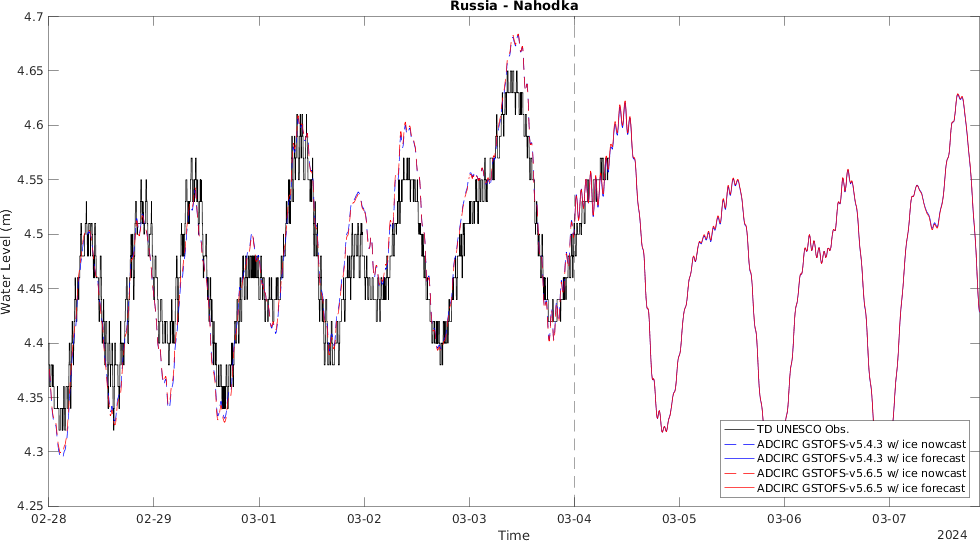 Russia - Nahodka
4.7
4.65
4.6
4.55
4.5
4.45
4.4
4.35
4.3
4.25
Water Level (m)
02-28 02-29 03-01 03-02 03-03 03-04 03-05 03-06 03-07
Time
2024
TD UNESCO Obs.
ADCIRC GSTOFS-v5.4.3 w/ ice nowcast
ADCIRC GSTOFS-v5.4.3 w/ ice forecast
ADCIRC GSTOFS-v5.6.5 w/ ice nowcast
ADCIRC GSTOFS-v5.6.5 w/ ice forecast